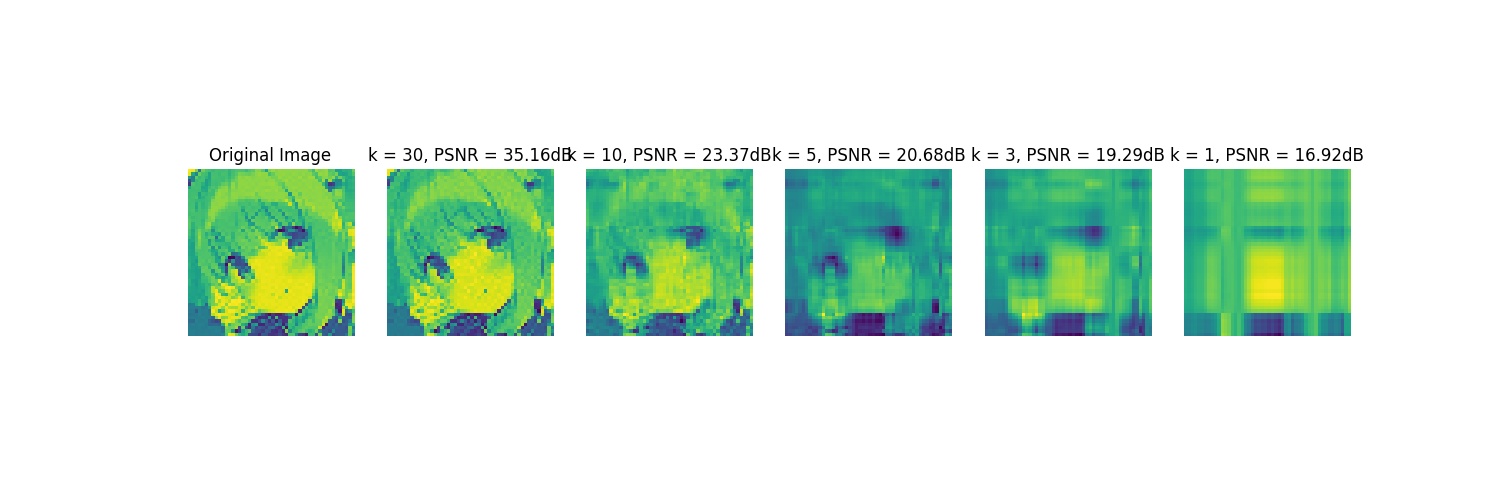 Original Image
k = 30, PSNR = 35.16dB
k = 10, PSNR = 23.37dB
k = 5, PSNR = 20.68dB
k = 3, PSNR = 19.29dB
k = 1, PSNR = 16.92dB